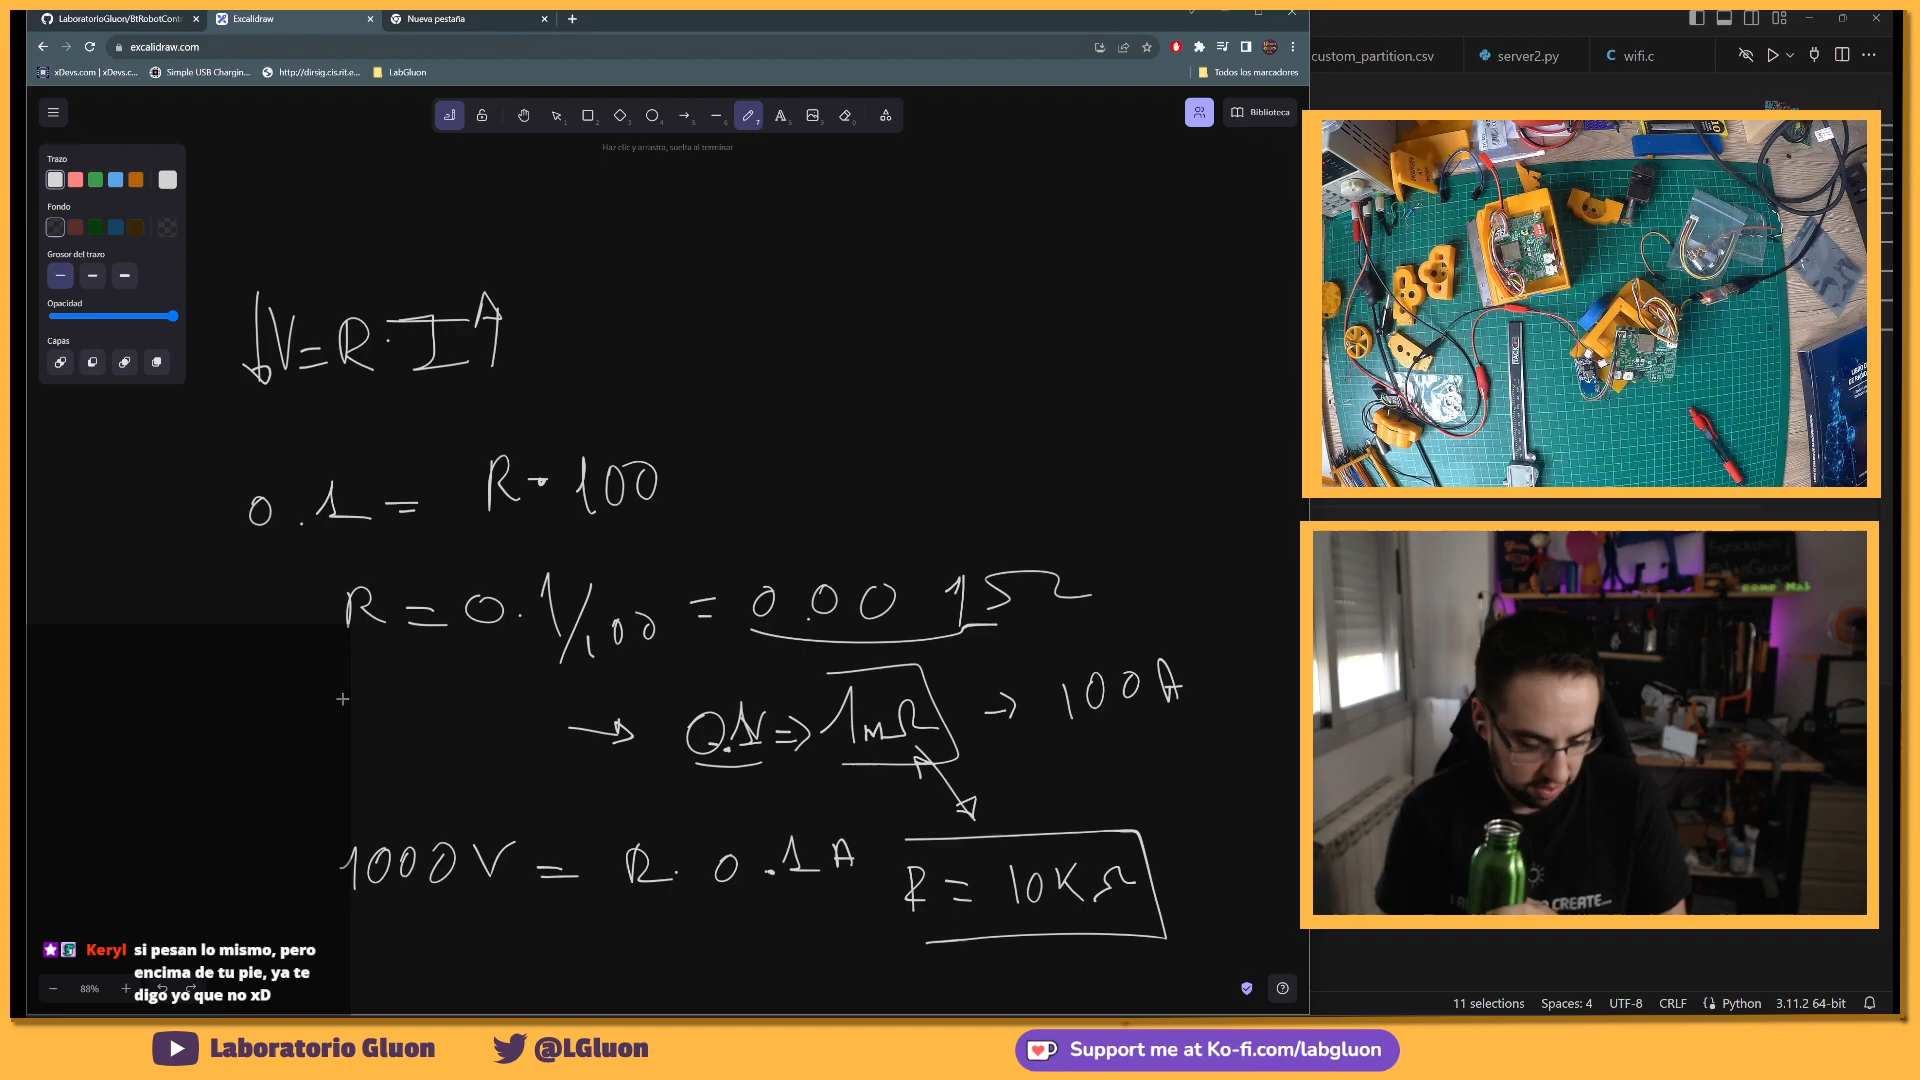 LaboratorioGluon/BtRobotContr
Excalidraw
Nueva pestaña
excalidraw.com
xDevs.com | xDevs.c...
Simple USB Chargin...
http://dirsig.cis.rit.e...
LabGluon
Todos los marcadores
custom_partition.csv
server2.py
wifi.c
Biblioteca
Haz clic y arrastra, suelta al terminar
Trazo
Fondo
Grosor del trazo
Opacidad
Capas
↓V = R · I A
0.1 = R · 100
R = 0.1/100 = 0.001 Ω
→ 0.1V => 1mΩ → 100A
1000V = R · 0.1A
R = 10KΩ
Keryl si pesan lo mismo, pero
encima de tu pie, ya te
digo yo que no xD
88%
11 selections
Spaces: 4
UTF-8
CRLF
Python
3.11.2 64-bit
Laboratorio Gluon
@LGluon
Support me at Ko-fi.com/labgluon